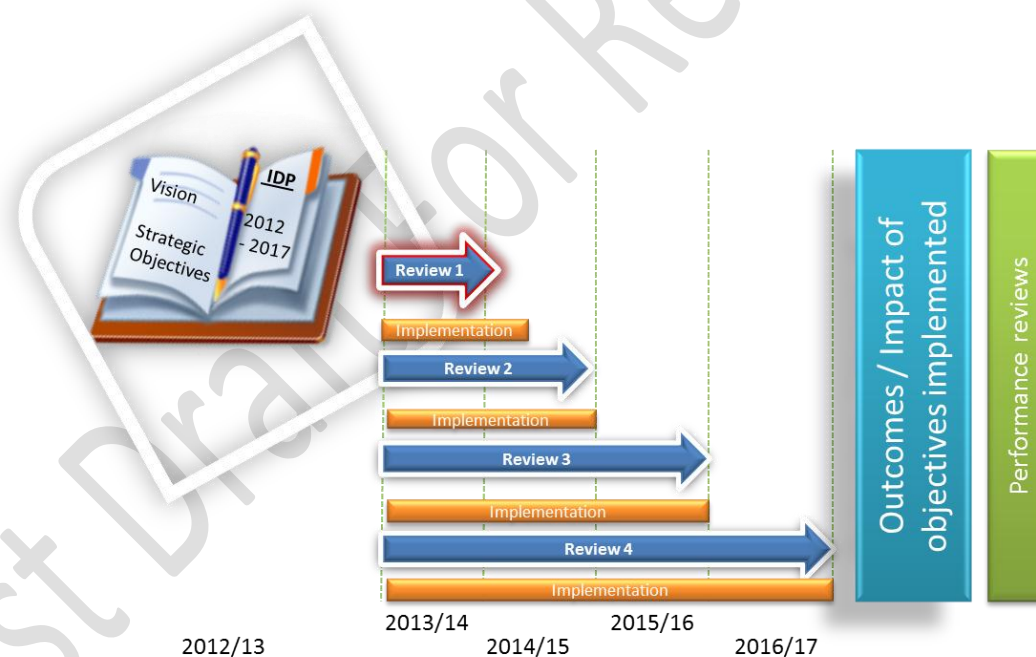 Vision
Strategic
Objectives
IDP
2012
- 2017
Review 1
Implementation
Review 2
Implementation
Review 3
Implementation
Review 4
Implementation
2012/13
2013/14
2014/15
2015/16
2016/17
Outcomes / Impact of
objectives implemented
Performance reviews